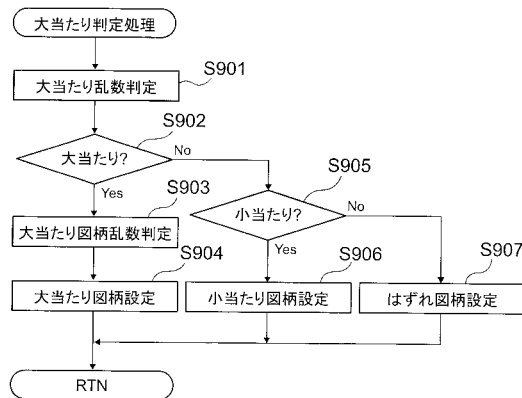 大当たり判定処理
S901
大当たり乱数判定
S902
大当たり?
No
Yes
S905
小当たり?
No
Yes
S903
大当たり図柄乱数判定
S904
大当たり図柄設定
S906
小当たり図柄設定
S907
はずれ図柄設定
RTN